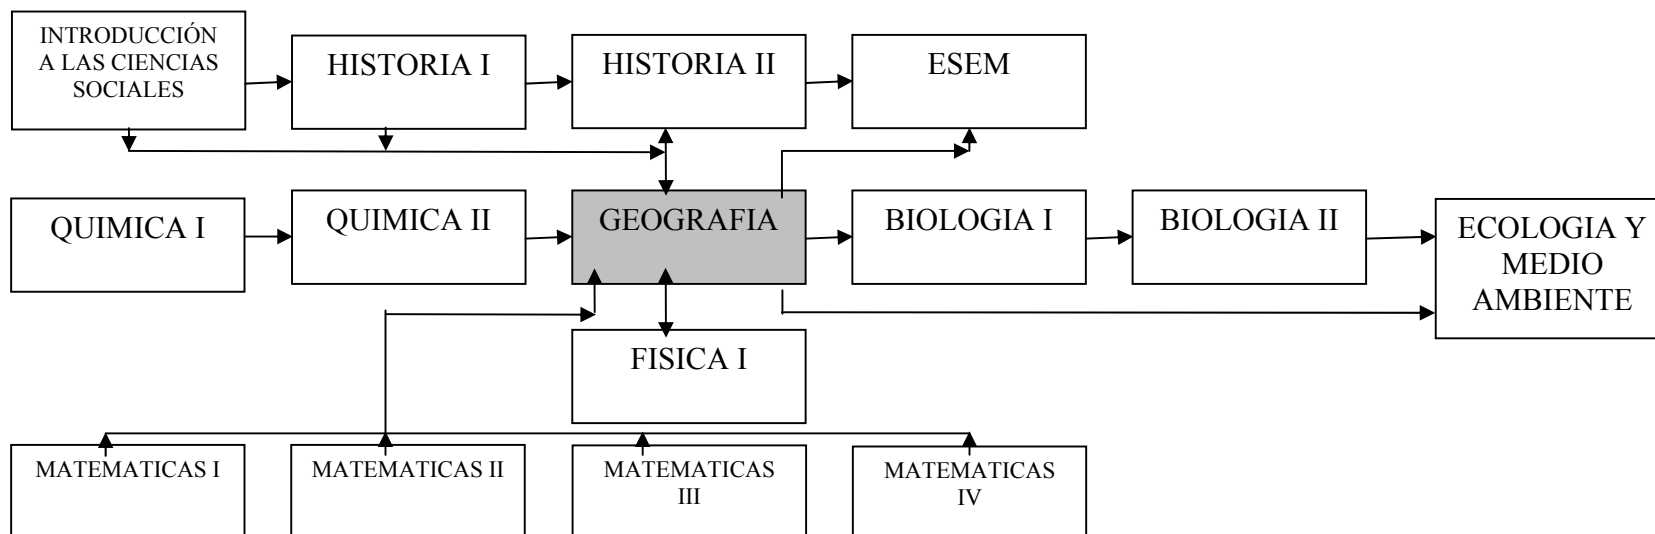 INTRODUCCIÓN
A LAS CIENCIAS
SOCIALES
HISTORIA I
HISTORIA II
ESEM
QUIMICA I
QUIMICA II
GEOGRAFIA
BIOLOGIA I
BIOLOGIA II
ECOLOGIA Y
MEDIO
AMBIENTE
FISICA I
MATEMATICAS I
MATEMATICAS II
MATEMATICAS
III
MATEMATICAS
IV